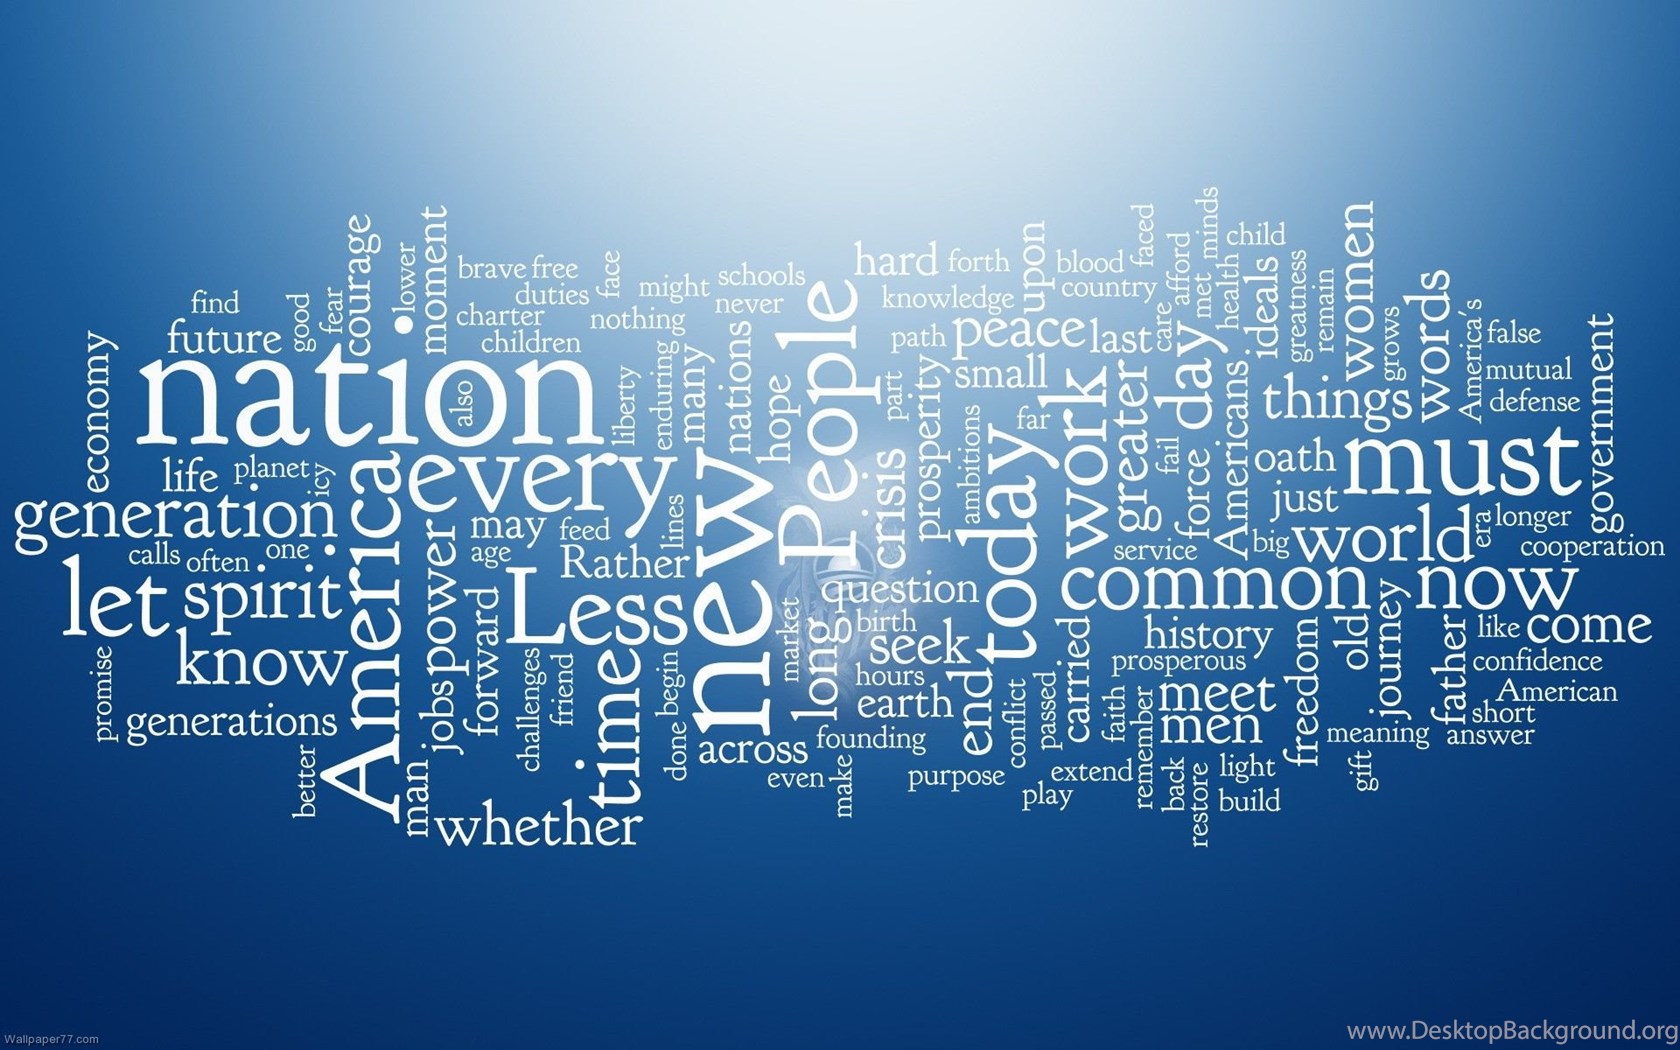 minds
courage
moment
women
faced
child
upon
afford
hard
forth
lower
face
brave free
blood
health
ideals
greatness
schools
might
country
met
remain
words
duties
knowledge
never
find
good
fear
People
care
America's
grows
charter
nothing
future
path
peace
last
day
false
government
children
nations
economy
nation
also
liberty
enduring
many
hope
part
prosperity
small
work
greater
Americans
things
mutual
defense
ambitions
far
fail
force
oath
must
life
planet
icy
every
new
crisis
today
just
generation
America
power
may
feed
lines
era
longer
calls
often
one
age
Rather
service
big
world
cooperation
let
spirit
forward
Less
question
common
now
market
long
birth
journey
know
time
seek
carried
history
freedom
old
father
like
come
promise
jobs
challenges
friend
begin
hours
end
prosperous
confidence
generations
earth
conflict
passed
faith
remember
meet
American
men
short
done
across
founding
meaning
answer
better
man
even
make
purpose
extend
back
light
gift
play
restore
build
whether
Wallpaper77.com
www.DesktopBackground.org